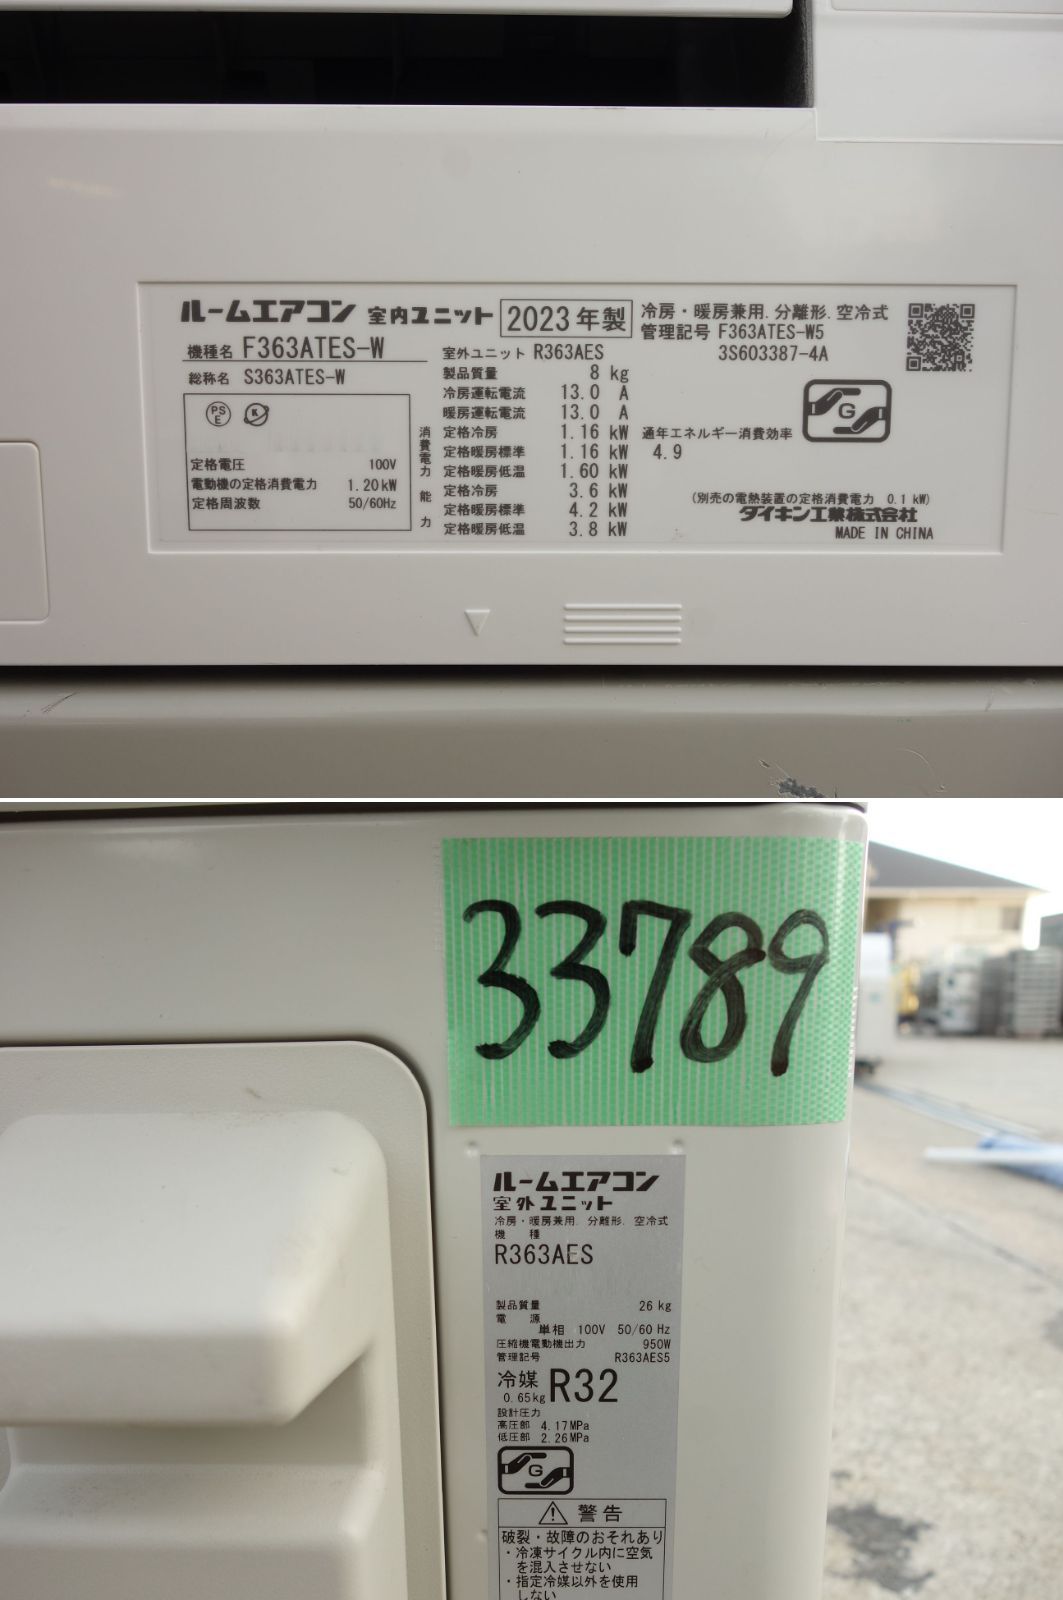 ルームエアコン 室内ユニット 2023年製
冷房・暖房兼用. 分離形. 空冷式
管理記号 F363ATES-W5
3S603387-4A
機種名 F363ATES-W
総称名 S363ATES-W
PS
E
K
定格電圧 100V
電動機の定格消費電力 1.20kW
定格周波数 50/60Hz
室外ユニット R363AES
製品質量 8 kg
冷房運転電流 13.0 A
暖房運転電流 13.0 A
消費電力
定格冷房 1.16 kW
定格暖房標準 1.16 kW
定格暖房低温 1.60 kW
能力
定格冷房 3.6 kW
定格暖房標準 4.2 kW
定格暖房低温 3.8 kW
通年エネルギー消費効率
4.9
G
(別売の電熱装置の定格消費電力 0.1 kW)
ダイキン工業株式会社
MADE IN CHINA
33789
ルームエアコン
室外ユニット
冷房・暖房兼用. 分離形. 空冷式
機種
R363AES
製品質量 26 kg
電源
単相 100V 50/60 Hz
圧縮機電動機出力 950W
管理記号 R363AES5
冷媒 R32
0.65kg
設計圧力
高圧部 4.17MPa
低圧部 2.26MPa
G
警告
破裂・故障のおそれあり
・冷凍サイクル内に空気
を混入させない
・指定冷媒以外を使用
しない